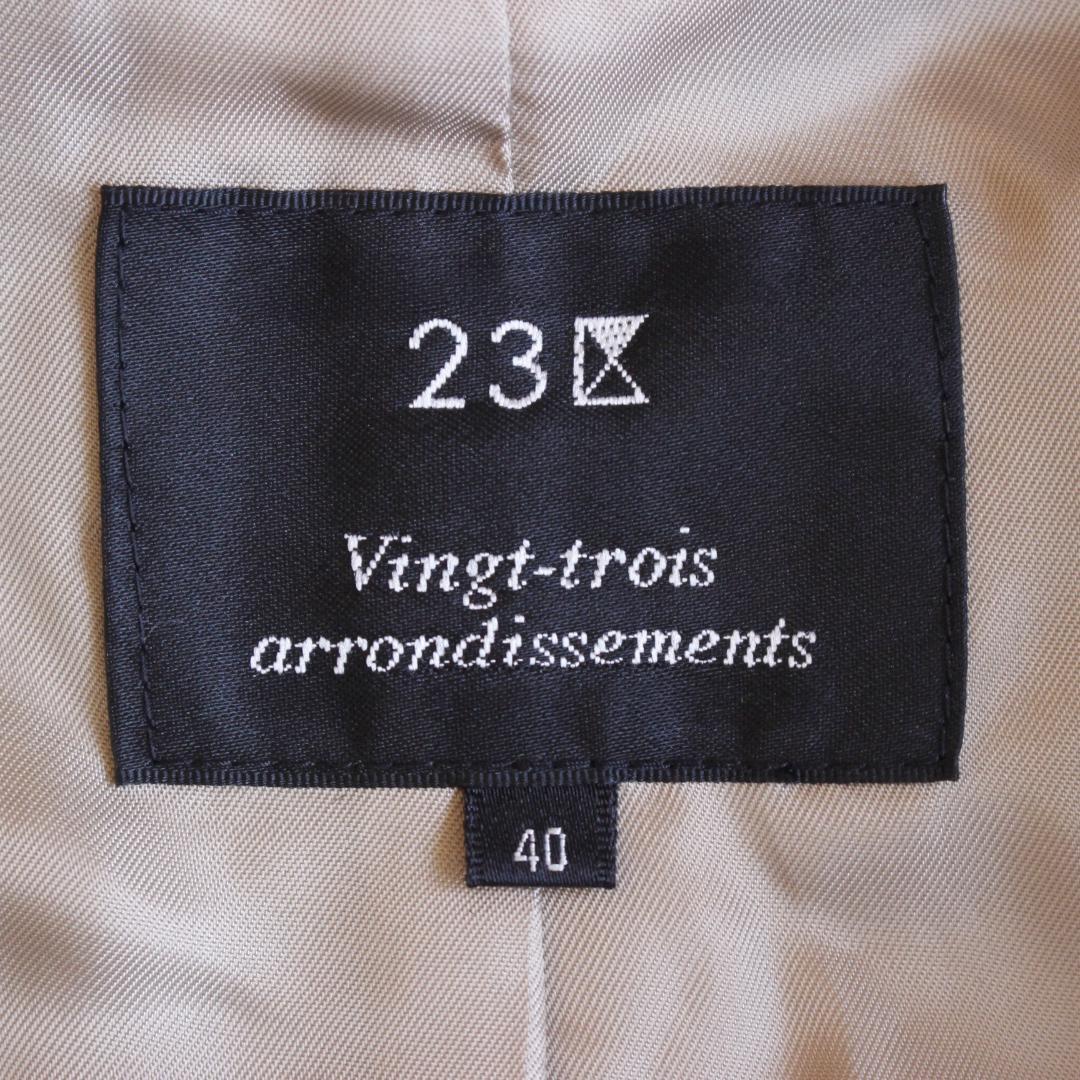 23区
Vingt-trois
arrondissements
40